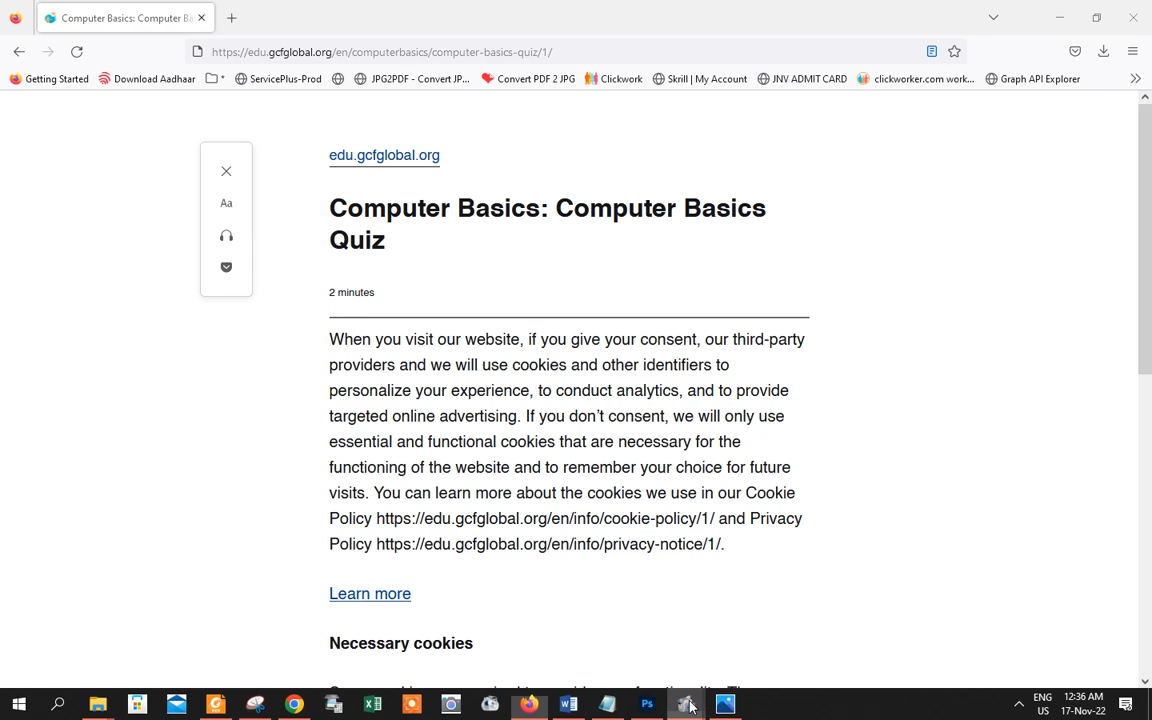 Computer Basics: Computer Ba
https://edu.gcfglobal.org/en/computerbasics/computer-basics-quiz/1/
Getting Started Download Aadhaar ServicePlus-Prod JPG2PDF - Convert JP... Convert PDF 2 JPG Clickwork Skrill | My Account JNV ADMIT CARD clickworker.com work... Graph API Explorer
edu.gcfglobal.org
Computer Basics: Computer Basics
Quiz
Aa
2 minutes
When you visit our website, if you give your consent, our third-party
providers and we will use cookies and other identifiers to
personalize your experience, to conduct analytics, and to provide
targeted online advertising. If you don’t consent, we will only use
essential and functional cookies that are necessary for the
functioning of the website and to remember your choice for future
visits. You can learn more about the cookies we use in our Cookie
Policy https://edu.gcfglobal.org/en/info/cookie-policy/1/ and Privacy
Policy https://edu.gcfglobal.org/en/info/privacy-notice/1/.
Learn more
Necessary cookies
Ps
ENG 12:36 AM
US 17-Nov-22